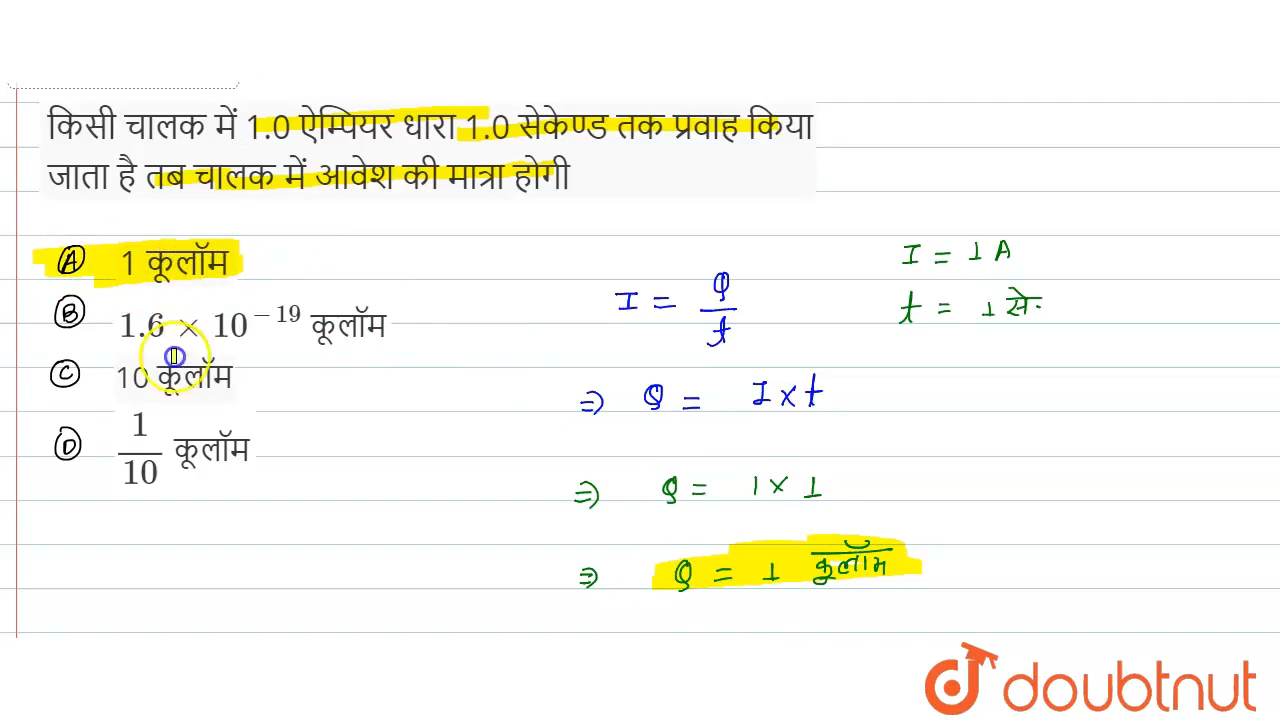 किसी चालक में 1.0 ऐम्पियर धारा 1.0 सेकेण्ड तक प्रवाह किया
जाता है तब चालक में आवेश की मात्रा होगी
A 1 कूलॉम
B 1.6 × 10⁻¹⁹ कूलॉम
C 10 कूलॉम
D 1/10 कूलॉम
I = 1 A
t = 1 से.
I = Q/t
⇒ Q = I × t
⇒ Q = 1 × 1
⇒ Q = 1 कुलॉम
doubtnut